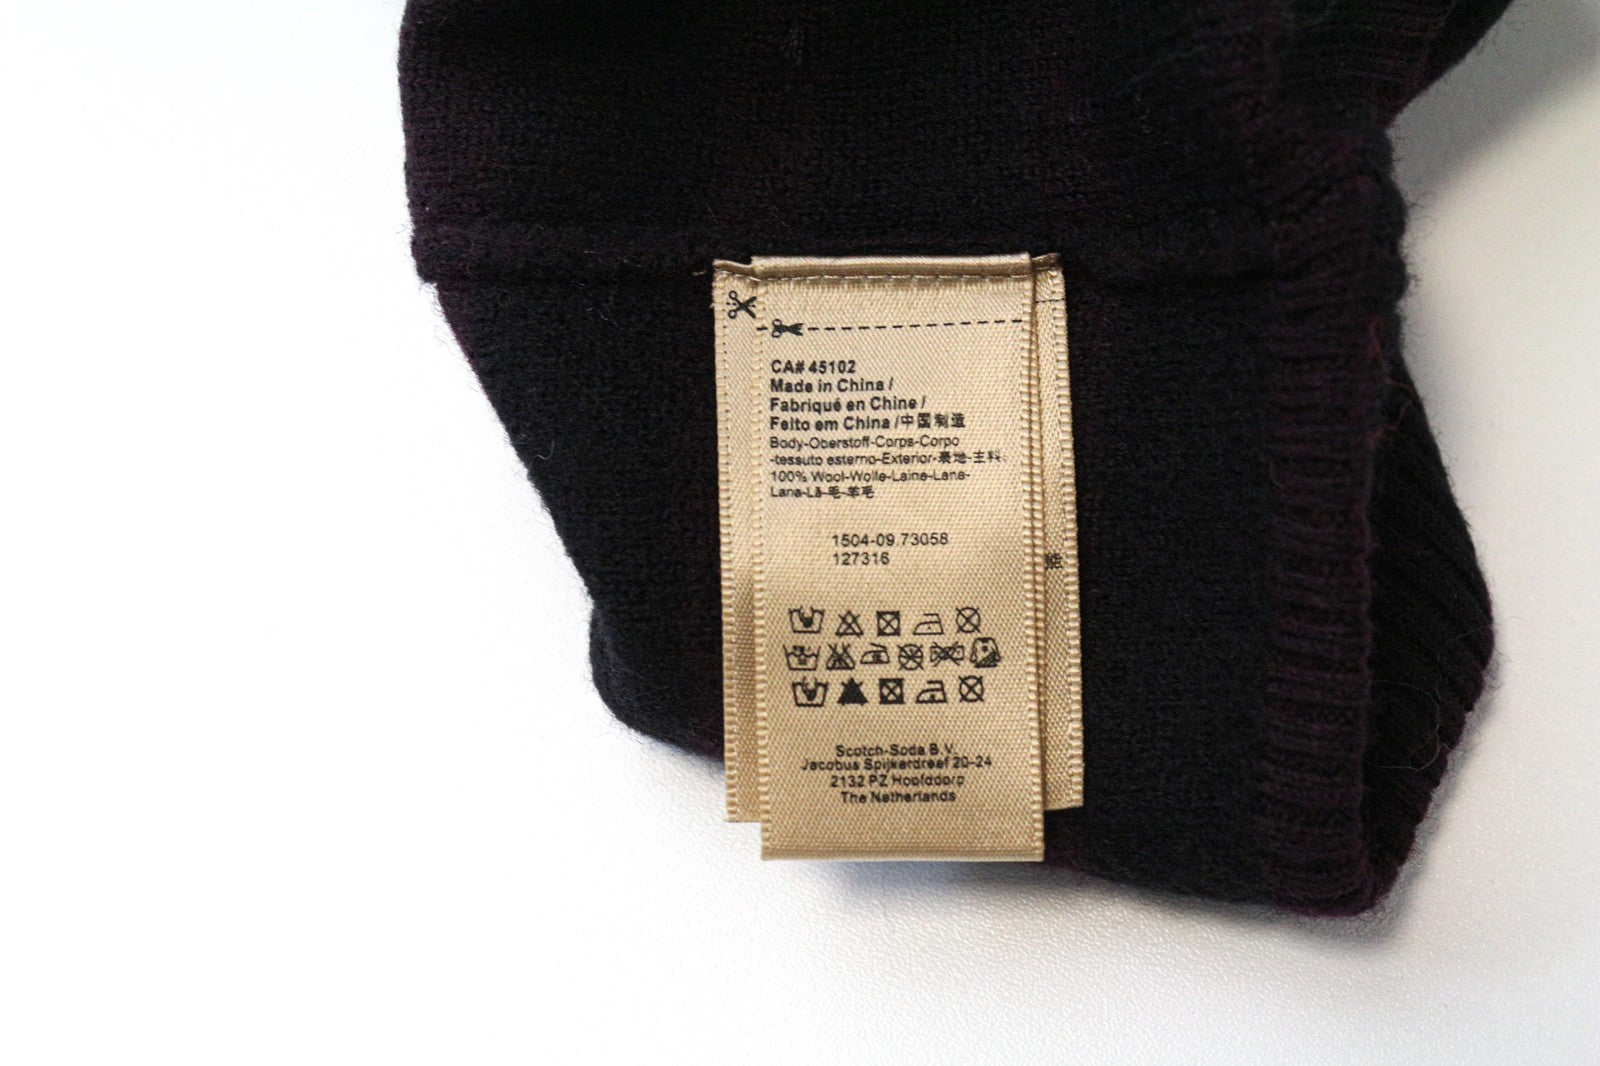 CA# 45102
Made in China /
Fabriqué en Chine /
Feito em China /中国制造
Body-Oberstoff-Corps-Corpo
-tessuto esterno-Exterior-表地-主料:
100% Wool-Wolle-Laine-Lana-
Lana-Lã-毛-羊毛
1504-09.73058
127316
能
Scotch-Soda B.V.
Jacobus Spijkerdreef 20-24
2132 PZ Hoofddorp
The Netherlands